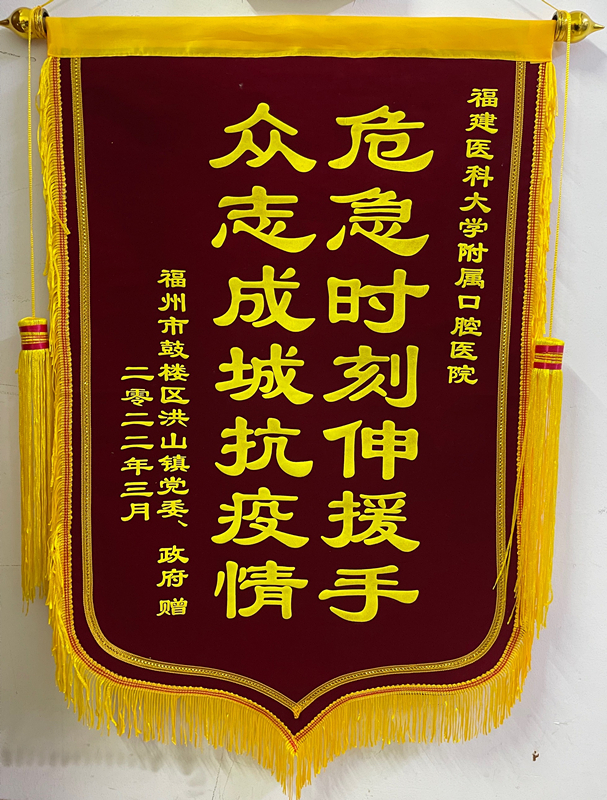 福建医科大学附属口腔医院
危急时刻伸援手
众志成城抗疫情
福州市鼓楼区洪山镇党委、政府赠
二零二二年三月